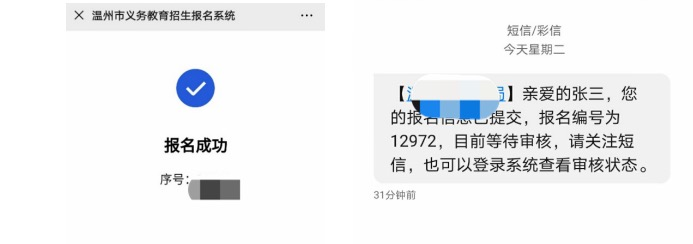 温州市义务教育招生报名系统
报名成功
序号:
短信/彩信
今天星期二
【局】亲爱的张三，您
的报名信息已提交，报名编号为
12972，目前等待审核，请关注短
信，也可以登录系统查看审核状态。
31分钟前